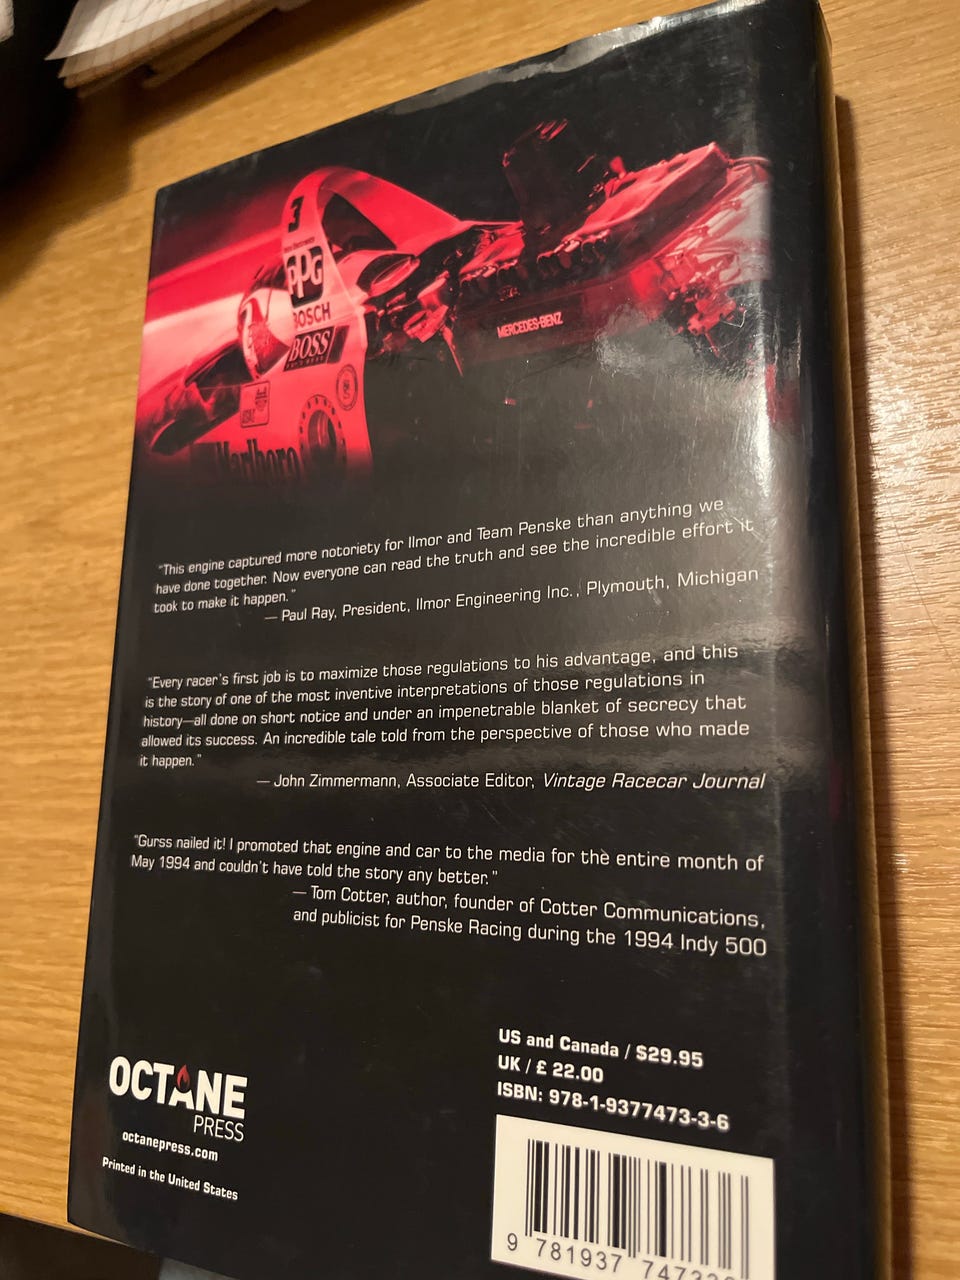 3
PPG
BOSCH
BOSS
MERCEDES-BENZ
Marlboro
“This engine captured more notoriety for Ilmor and Team Penske than anything we
have done together. Now everyone can read the truth and see the incredible effort it
took to make it happen.”
— Paul Ray, President, Ilmor Engineering Inc., Plymouth, Michigan
“Every racer’s first job is to maximize those regulations to his advantage, and this
is the story of one of the most inventive interpretations of those regulations in
history—all done on short notice and under an impenetrable blanket of secrecy that
allowed its success. An incredible tale told from the perspective of those who made
it happen.”
— John Zimmermann, Associate Editor, Vintage Racecar Journal
“Gurss nailed it! I promoted that engine and car to the media for the entire month of
May 1994 and couldn’t have told the story any better.”
— Tom Cotter, author, founder of Cotter Communications,
and publicist for Penske Racing during the 1994 Indy 500
US and Canada / $29.95
UK / £ 22.00
ISBN: 978-1-9377473-3-6
OCTANE
PRESS
octanepress.com
Printed in the United States
9 781937 74733